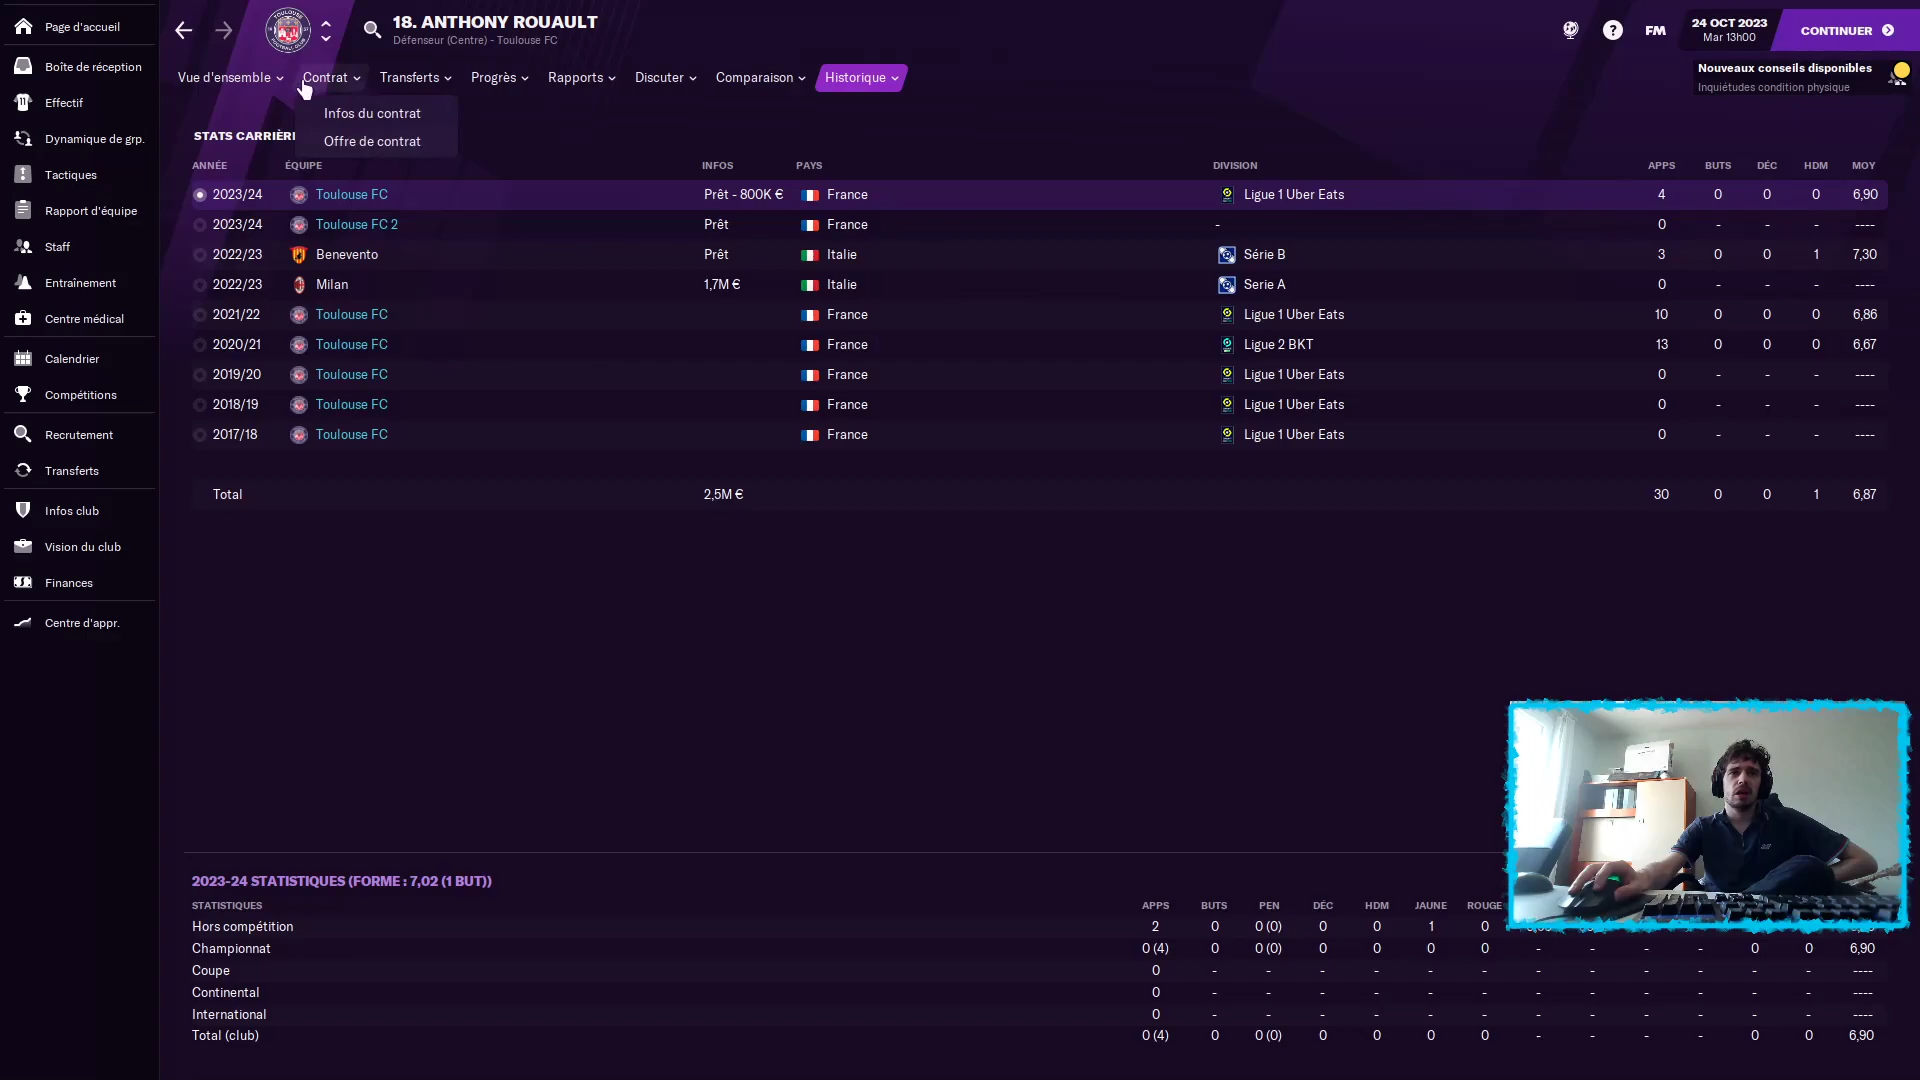 Page d'accueil
Boîte de réception
Effectif
Dynamique de grp.
Tactiques
Rapport d'équipe
Staff
Entraînement
Centre médical
Calendrier
Compétitions
Recrutement
Transferts
Infos club
Vision du club
Finances
Centre d'appr.
18. ANTHONY ROUAULT
Défenseur (Centre) - Toulouse FC
FM
24 OCT 2023
Mar 13h00
CONTINUER
Vue d'ensemble Contrat Transferts Progrès Rapports Discuter Comparaison Historique
Nouveaux conseils disponibles
Inquiétudes condition physique
Infos du contrat
Offre de contrat
STATS CARRIÈR
ANNÉE ÉQUIPE INFOS PAYS DIVISION APPS BUTS DÉC HDM MOY
2023/24 Toulouse FC Prêt - 800K € France Ligue 1 Uber Eats 4 0 0 0 6,90
2023/24 Toulouse FC 2 Prêt France - 0 - - - ----
2022/23 Benevento Prêt Italie Série B 3 0 0 1 7,30
2022/23 Milan 1,7M € Italie Serie A 0 - - - ----
2021/22 Toulouse FC France Ligue 1 Uber Eats 10 0 0 0 6,86
2020/21 Toulouse FC France Ligue 2 BKT 13 0 0 0 6,67
2019/20 Toulouse FC France Ligue 1 Uber Eats 0 - - - ----
2018/19 Toulouse FC France Ligue 1 Uber Eats 0 - - - ----
2017/18 Toulouse FC France Ligue 1 Uber Eats 0 - - - ----
Total 2,5M € 30 0 0 1 6,87
2023-24 STATISTIQUES (FORME : 7,02 (1 BUT))
STATISTIQUES APPS BUTS PEN DÉC HDM JAUNE ROUGE
Hors compétition 2 0 0 (0) 0 0 1 0
Championnat 0 (4) 0 0 (0) 0 0 0 0 - - - - 0 0 6,90
Coupe 0 - - - - - - - - - - - - ----
Continental 0 - - - - - - - - - - - - ----
International 0 - - - - - - - - - - - - ----
Total (club) 0 (4) 0 0 (0) 0 0 0 0 - - - - 0 0 6,90